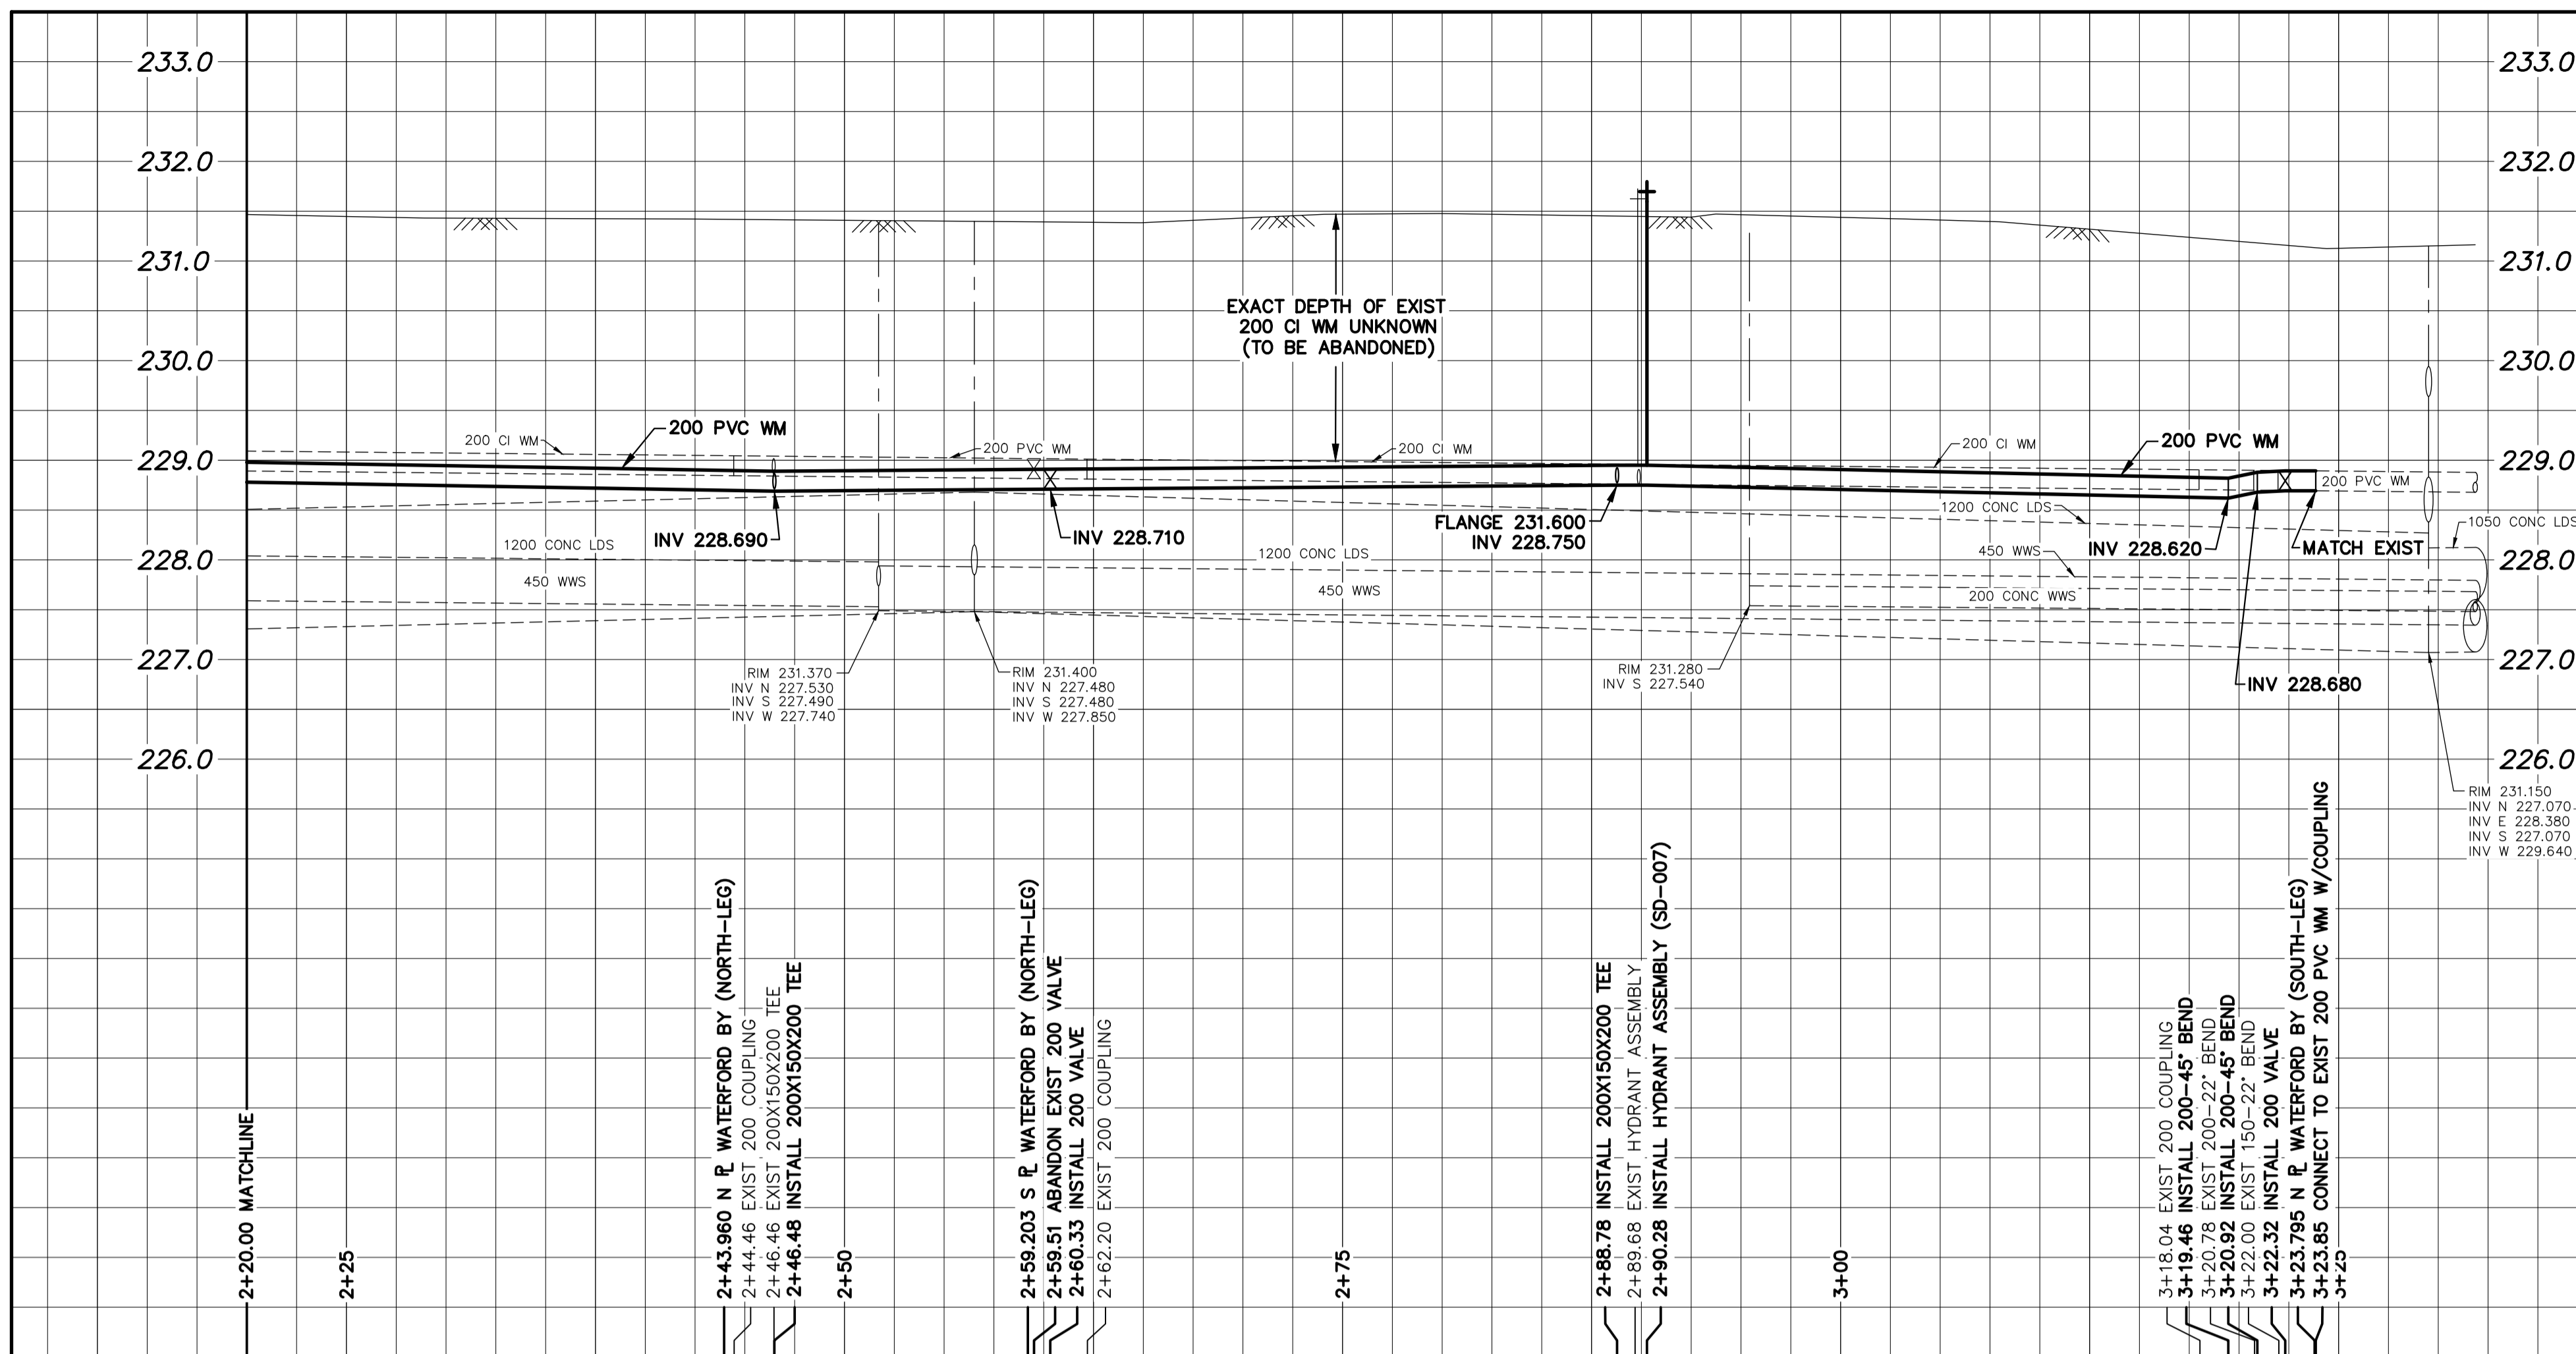 233.0
233.0
232.0
232.0
231.0
231.0
230.0
230.0
229.0
229.0
228.0
228.0
227.0
227.0
226.0
226.0
EXACT DEPTH OF EXIST
200 CI WM UNKNOWN
(TO BE ABANDONED)
200 CI WM
200 PVC WM
200 PVC WM
200 CI WM
200 CI WM
200 PVC WM
200 PVC WM
INV 228.690
INV 228.710
FLANGE 231.600
INV 228.750
1200 CONC LDS
1050 CONC LDS
INV 228.620
MATCH EXIST
1200 CONC LDS
450 WWS
1200 CONC LDS
450 WWS
450 WWS
200 CONC WWS
INV 228.680
RIM 231.370
INV N 227.530
INV S 227.490
INV W 227.740
RIM 231.400
INV N 227.480
INV S 227.480
INV W 227.850
RIM 231.280
INV S 227.540
RIM 231.150
INV N 227.070
INV E 228.380
INV S 227.070
INV W 229.640
2+20.00 MATCHLINE
2+25
2+43.960 N ℄ WATERFORD BY (NORTH-LEG)
2+44.46 EXIST 200 COUPLING
2+46.46 EXIST 200X150X200 TEE
2+46.48 INSTALL 200X150X200 TEE
2+50
2+59.203 S ℄ WATERFORD BY (NORTH-LEG)
2+59.51 ABANDON EXIST 200 VALVE
2+60.33 INSTALL 200 VALVE
2+62.20 EXIST 200 COUPLING
2+75
2+88.78 INSTALL 200X150X200 TEE
2+89.68 EXIST HYDRANT ASSEMBLY
2+90.28 INSTALL HYDRANT ASSEMBLY (SD-007)
3+00
3+18.04 EXIST 200 COUPLING
3+19.46 INSTALL 200-45° BEND
3+20.78 EXIST 200-22° BEND
3+20.92 INSTALL 200-45° BEND
3+22.00 EXIST 150-22° BEND
3+22.32 INSTALL 200 VALVE
3+23.795 N ℄ WATERFORD BY (SOUTH-LEG)
3+23.85 CONNECT TO EXIST 200 PVC WM W/COUPLING
3+25